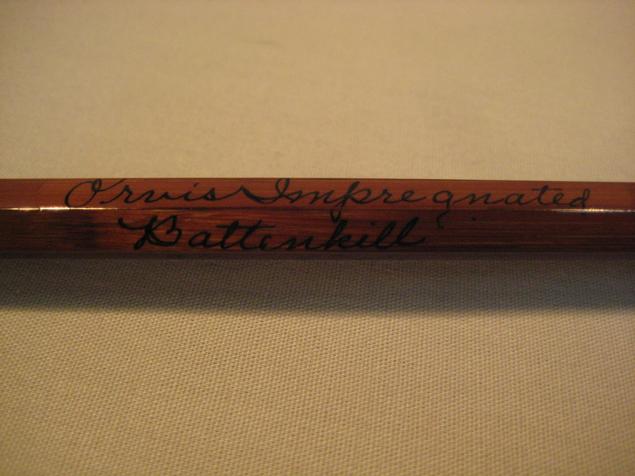 Orvis Impregnated
Battenkill